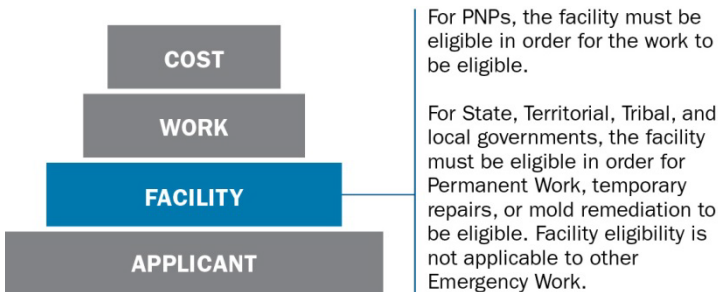 COST
WORK
FACILITY
APPLICANT
For PNPs, the facility must be
eligible in order for the work to
be eligible.
For State, Territorial, Tribal, and
local governments, the facility
must be eligible in order for
Permanent Work, temporary
repairs, or mold remediation to
be eligible. Facility eligibility is
not applicable to other
Emergency Work.